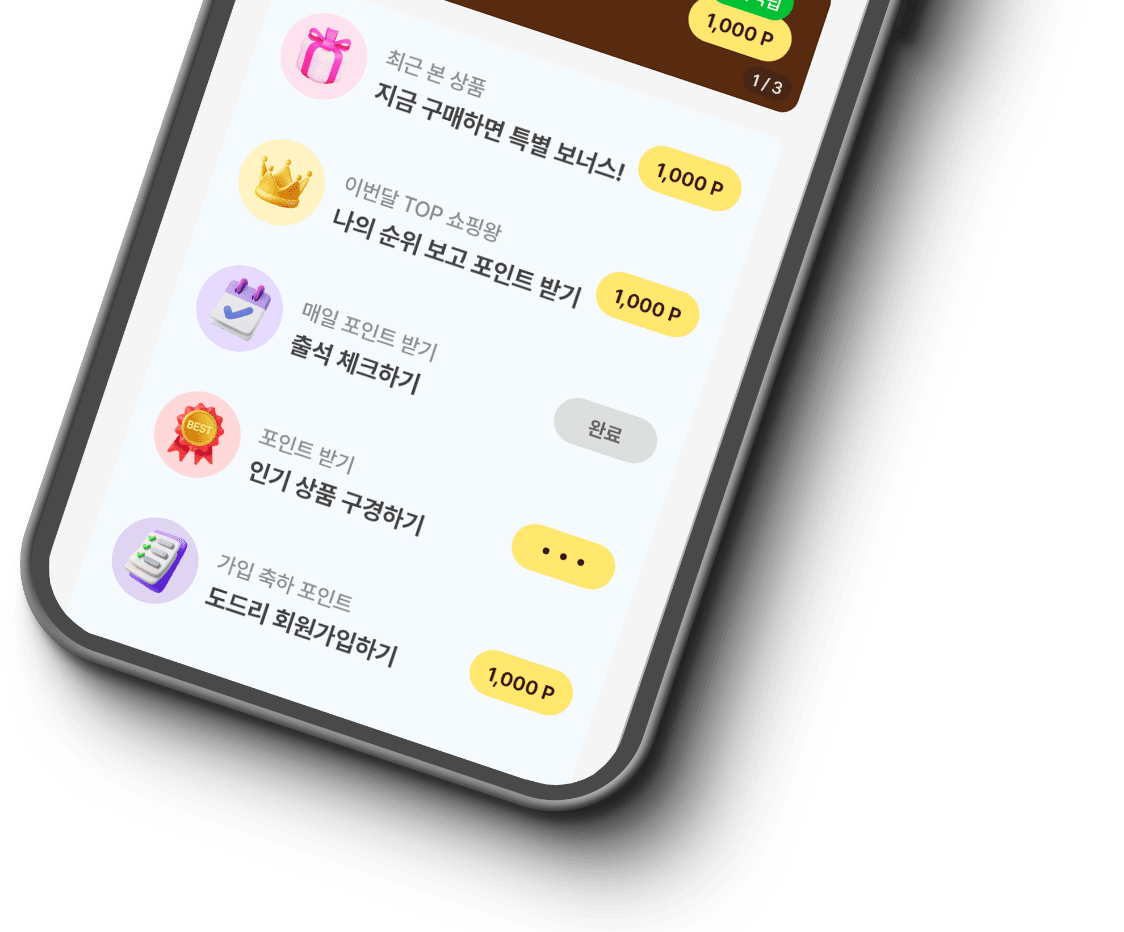 1,000 P
1 / 3
최근 본 상품
지금 구매하면 특별 보너스!
1,000 P
이번달 TOP 쇼핑왕
나의 순위 보고 포인트 받기
1,000 P
매일 포인트 받기
출석 체크하기
완료
BEST
포인트 받기
인기 상품 구경하기
•••
가입 축하 포인트
도드리 회원가입하기
1,000 P